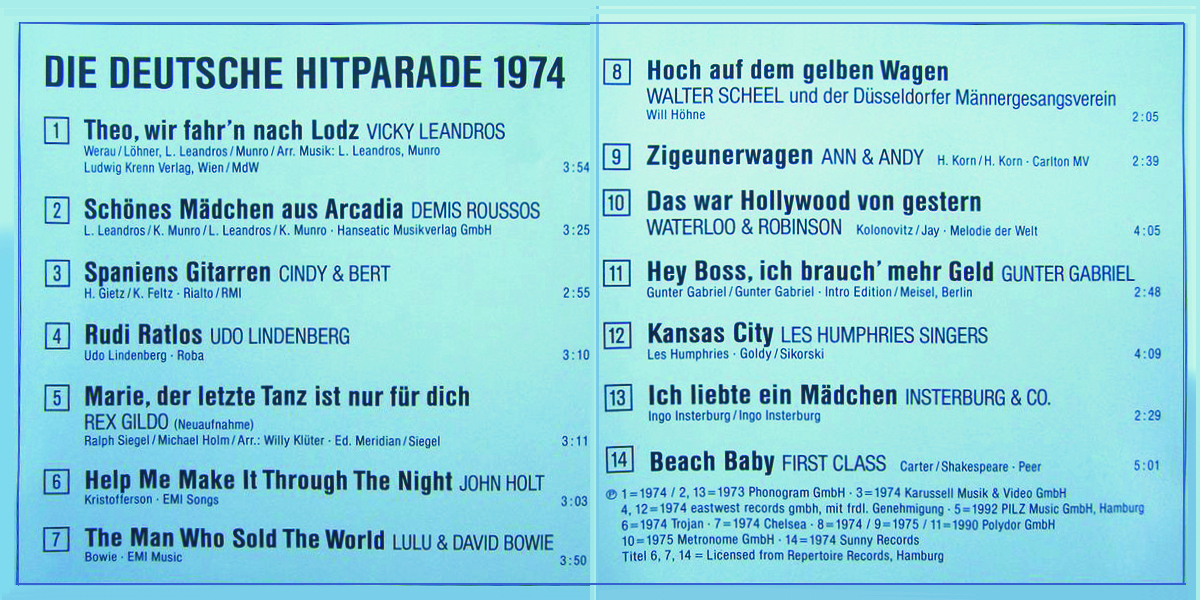 DIE DEUTSCHE HITPARADE 1974
1 Theo, wir fahr'n nach Lodz VICKY LEANDROS
Werau/Löhner, L. Leandros/Munro/Arr. Musik: L. Leandros, Munro
Ludwig Krenn Verlag, Wien/MdW 3:54
2 Schönes Mädchen aus Arcadia DEMIS ROUSSOS
L. Leandros/K. Munro/L. Leandros/K. Munro · Hanseatic Musikverlag GmbH 3:25
3 Spaniens Gitarren CINDY & BERT
H. Gietz/K. Feltz · Rialto/RMI 2:55
4 Rudi Ratlos UDO LINDENBERG
Udo Lindenberg · Roba 3:10
5 Marie, der letzte Tanz ist nur für dich
REX GILDO (Neuaufnahme)
Ralph Siegel/Michael Holm/Arr.: Willy Klüter · Ed. Meridian/Siegel 3:11
6 Help Me Make It Through The Night JOHN HOLT
Kristofferson · EMI Songs 3:03
7 The Man Who Sold The World LULU & DAVID BOWIE
Bowie · EMI Music 3:50
8 Hoch auf dem gelben Wagen
WALTER SCHEEL und der Düsseldorfer Männergesangsverein
Will Höhne 2:05
9 Zigeunerwagen ANN & ANDY H. Korn/H. Korn · Carlton MV 2:39
10 Das war Hollywood von gestern
WATERLOO & ROBINSON Kolonovitz/Jay · Melodie der Welt 4:05
11 Hey Boss, ich brauch' mehr Geld GUNTER GABRIEL
Gunter Gabriel/Gunter Gabriel · Intro Edition/Meisel, Berlin 2:48
12 Kansas City LES HUMPHRIES SINGERS
Les Humphries · Goldy/Sikorski 4:09
13 Ich liebte ein Mädchen INSTERBURG & CO.
Ingo Insterburg/Ingo Insterburg 2:29
14 Beach Baby FIRST CLASS Carter/Shakespeare · Peer 5:01
℗ 1=1974 / 2, 13=1973 Phonogram GmbH · 3=1974 Karussell Musik & Video GmbH
4, 12=1974 eastwest records gmbh, mit frdl. Genehmigung · 5=1992 PILZ Music GmbH, Hamburg
6=1974 Trojan · 7=1974 Chelsea · 8=1974 / 9=1975 / 11=1990 Polydor GmbH
10=1975 Metronome GmbH · 14=1974 Sunny Records
Titel 6, 7, 14 = Licensed from Repertoire Records, Hamburg